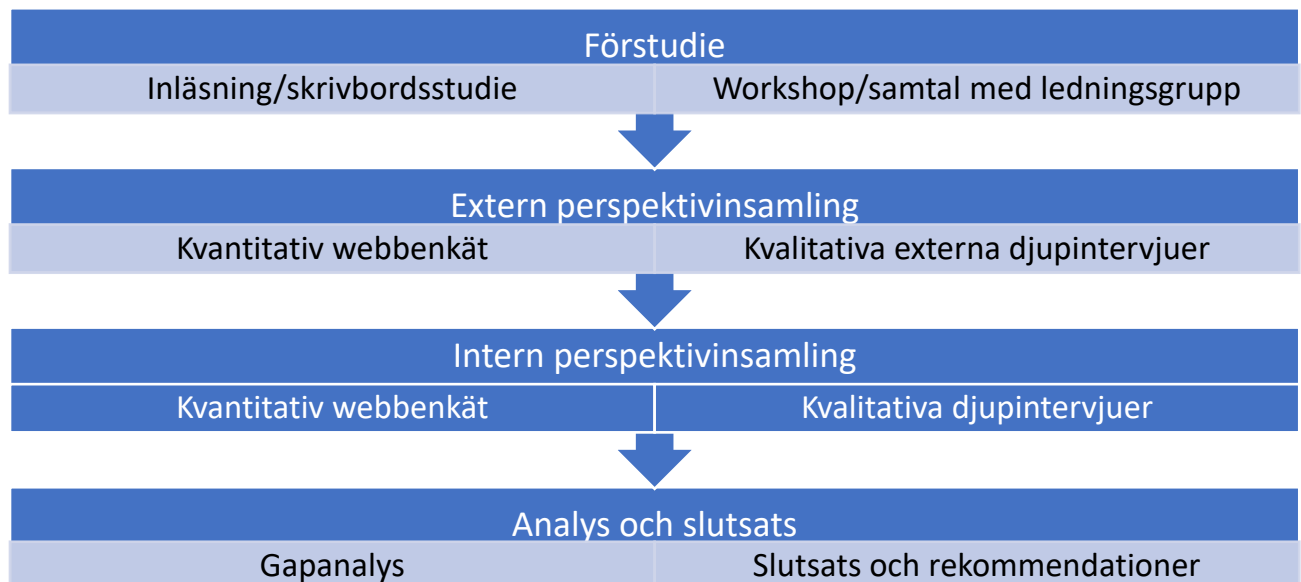 Förstudie
Inläsning/skrivbordsstudie
Workshop/samtal med ledningsgrupp
Extern perspektivinsamling
Kvantitativ webbenkät
Kvalitativa externa djupintervjuer
Intern perspektivinsamling
Kvantitativ webbenkät
Kvalitativa djupintervjuer
Analys och slutsats
Gapanalys
Slutsats och rekommendationer